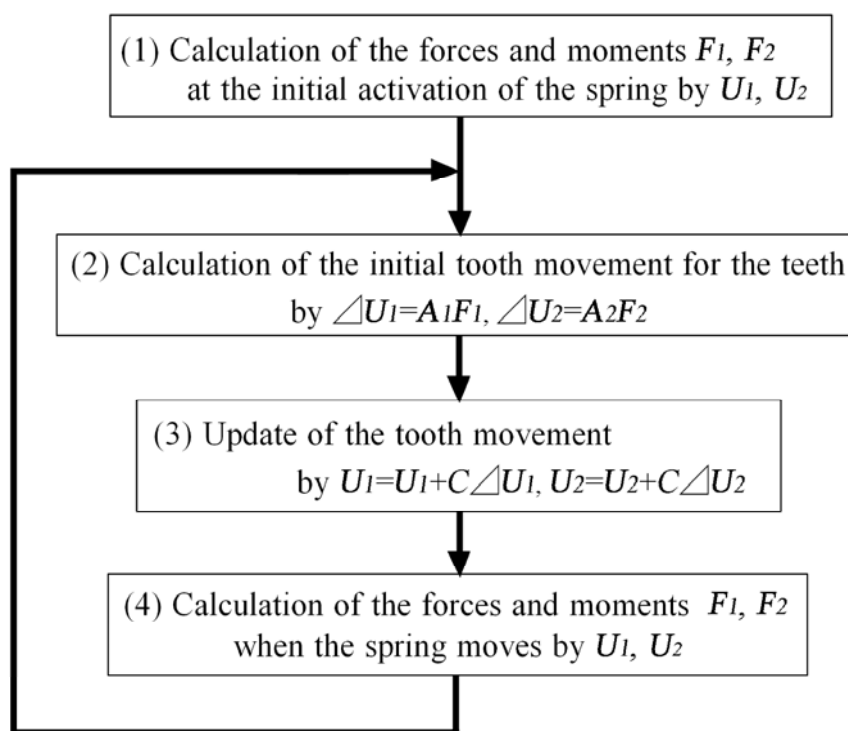 (1) Calculation of the forces and moments F1, F2
at the initial activation of the spring by U1, U2
(2) Calculation of the initial tooth movement for the teeth
by ⊿U1=A1F1, ⊿U2=A2F2
(3) Update of the tooth movement
by U1=U1+C⊿U1, U2=U2+C⊿U2
(4) Calculation of the forces and moments F1, F2
when the spring moves by U1, U2